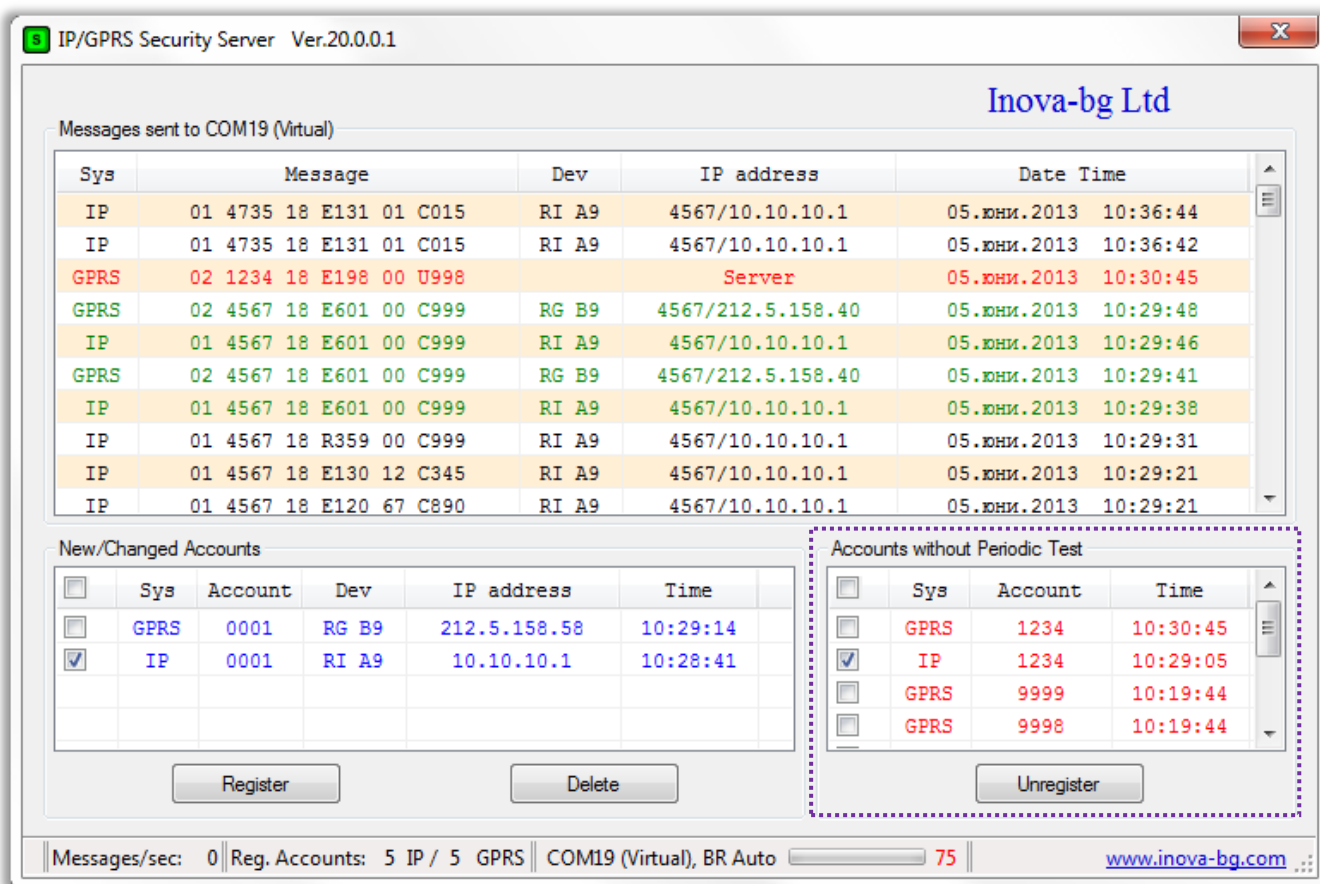 S IP/GPRS Security Server Ver.20.0.0.1 X
Inova-bg Ltd
Messages sent to COM19 (Virtual)
Sys Message Dev IP address Date Time
IP 01 4735 18 E131 01 C015 RI A9 4567/10.10.10.1 05.юни.2013 10:36:44
IP 01 4735 18 E131 01 C015 RI A9 4567/10.10.10.1 05.юни.2013 10:36:42
GPRS 02 1234 18 E198 00 U998 Server 05.юни.2013 10:30:45
GPRS 02 4567 18 E601 00 C999 RG B9 4567/212.5.158.40 05.юни.2013 10:29:48
IP 01 4567 18 E601 00 C999 RI A9 4567/10.10.10.1 05.юни.2013 10:29:46
GPRS 02 4567 18 E601 00 C999 RG B9 4567/212.5.158.40 05.юни.2013 10:29:41
IP 01 4567 18 E601 00 C999 RI A9 4567/10.10.10.1 05.юни.2013 10:29:38
IP 01 4567 18 R359 00 C999 RI A9 4567/10.10.10.1 05.юни.2013 10:29:31
IP 01 4567 18 E130 12 C345 RI A9 4567/10.10.10.1 05.юни.2013 10:29:21
IP 01 4567 18 E120 67 C890 RI A9 4567/10.10.10.1 05.юни.2013 10:29:21
New/Changed Accounts
Sys Account Dev IP address Time
GPRS 0001 RG B9 212.5.158.58 10:29:14
IP 0001 RI A9 10.10.10.1 10:28:41
Register Delete
Accounts without Periodic Test
Sys Account Time
GPRS 1234 10:30:45
IP 1234 10:29:05
GPRS 9999 10:19:44
GPRS 9998 10:19:44
Unregister
Messages/sec: 0 Reg. Accounts: 5 IP / 5 GPRS COM19 (Virtual), BR Auto 75 www.inova-bg.com